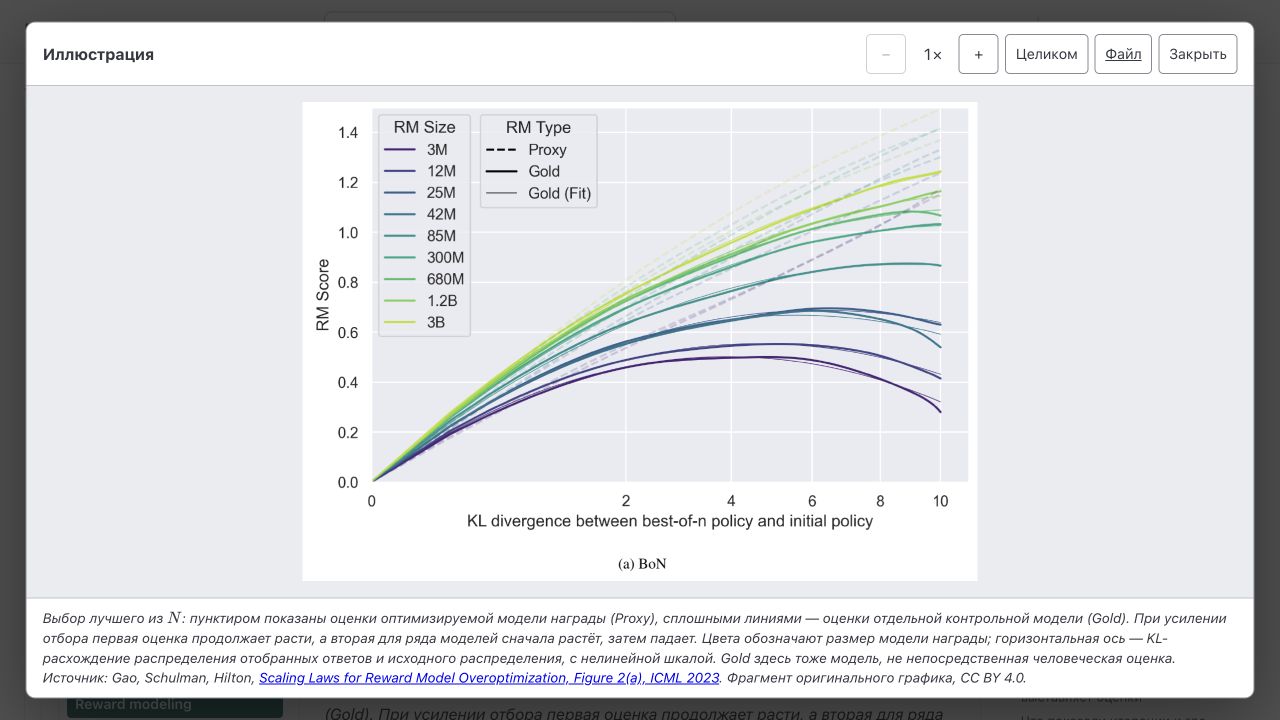 Иллюстрация
−
1×
+
Целиком
Файл
Закрыть
RM Size
3M
12M
25M
42M
85M
300M
680M
1.2B
3B
RM Type
Proxy
Gold
Gold (Fit)
1.4
1.2
1.0
0.8
0.6
0.4
0.2
0.0
RM Score
0 2 4 6 8 10
KL divergence between best-of-n policy and initial policy
(a) BoN
Выбор лучшего из N: пунктиром показаны оценки оптимизируемой модели награды (Proxy), сплошными линиями — оценки отдельной контрольной модели (Gold). При усилении
отбора первая оценка продолжает расти, а вторая для ряда моделей сначала растёт, затем падает. Цвета обозначают размер модели награды; горизонтальная ось — KL-
расхождение распределения отобранных ответов и исходного распределения, с нелинейной шкалой. Gold здесь тоже модель, не непосредственная человеческая оценка.
Источник: Gao, Schulman, Hilton, Scaling Laws for Reward Model Overoptimization, Figure 2(a), ICML 2023. Фрагмент оригинального графика, CC BY 4.0.
Reward modeling
(Gold). При усилении отбора первая оценка продолжает расти, а вторая для ряда